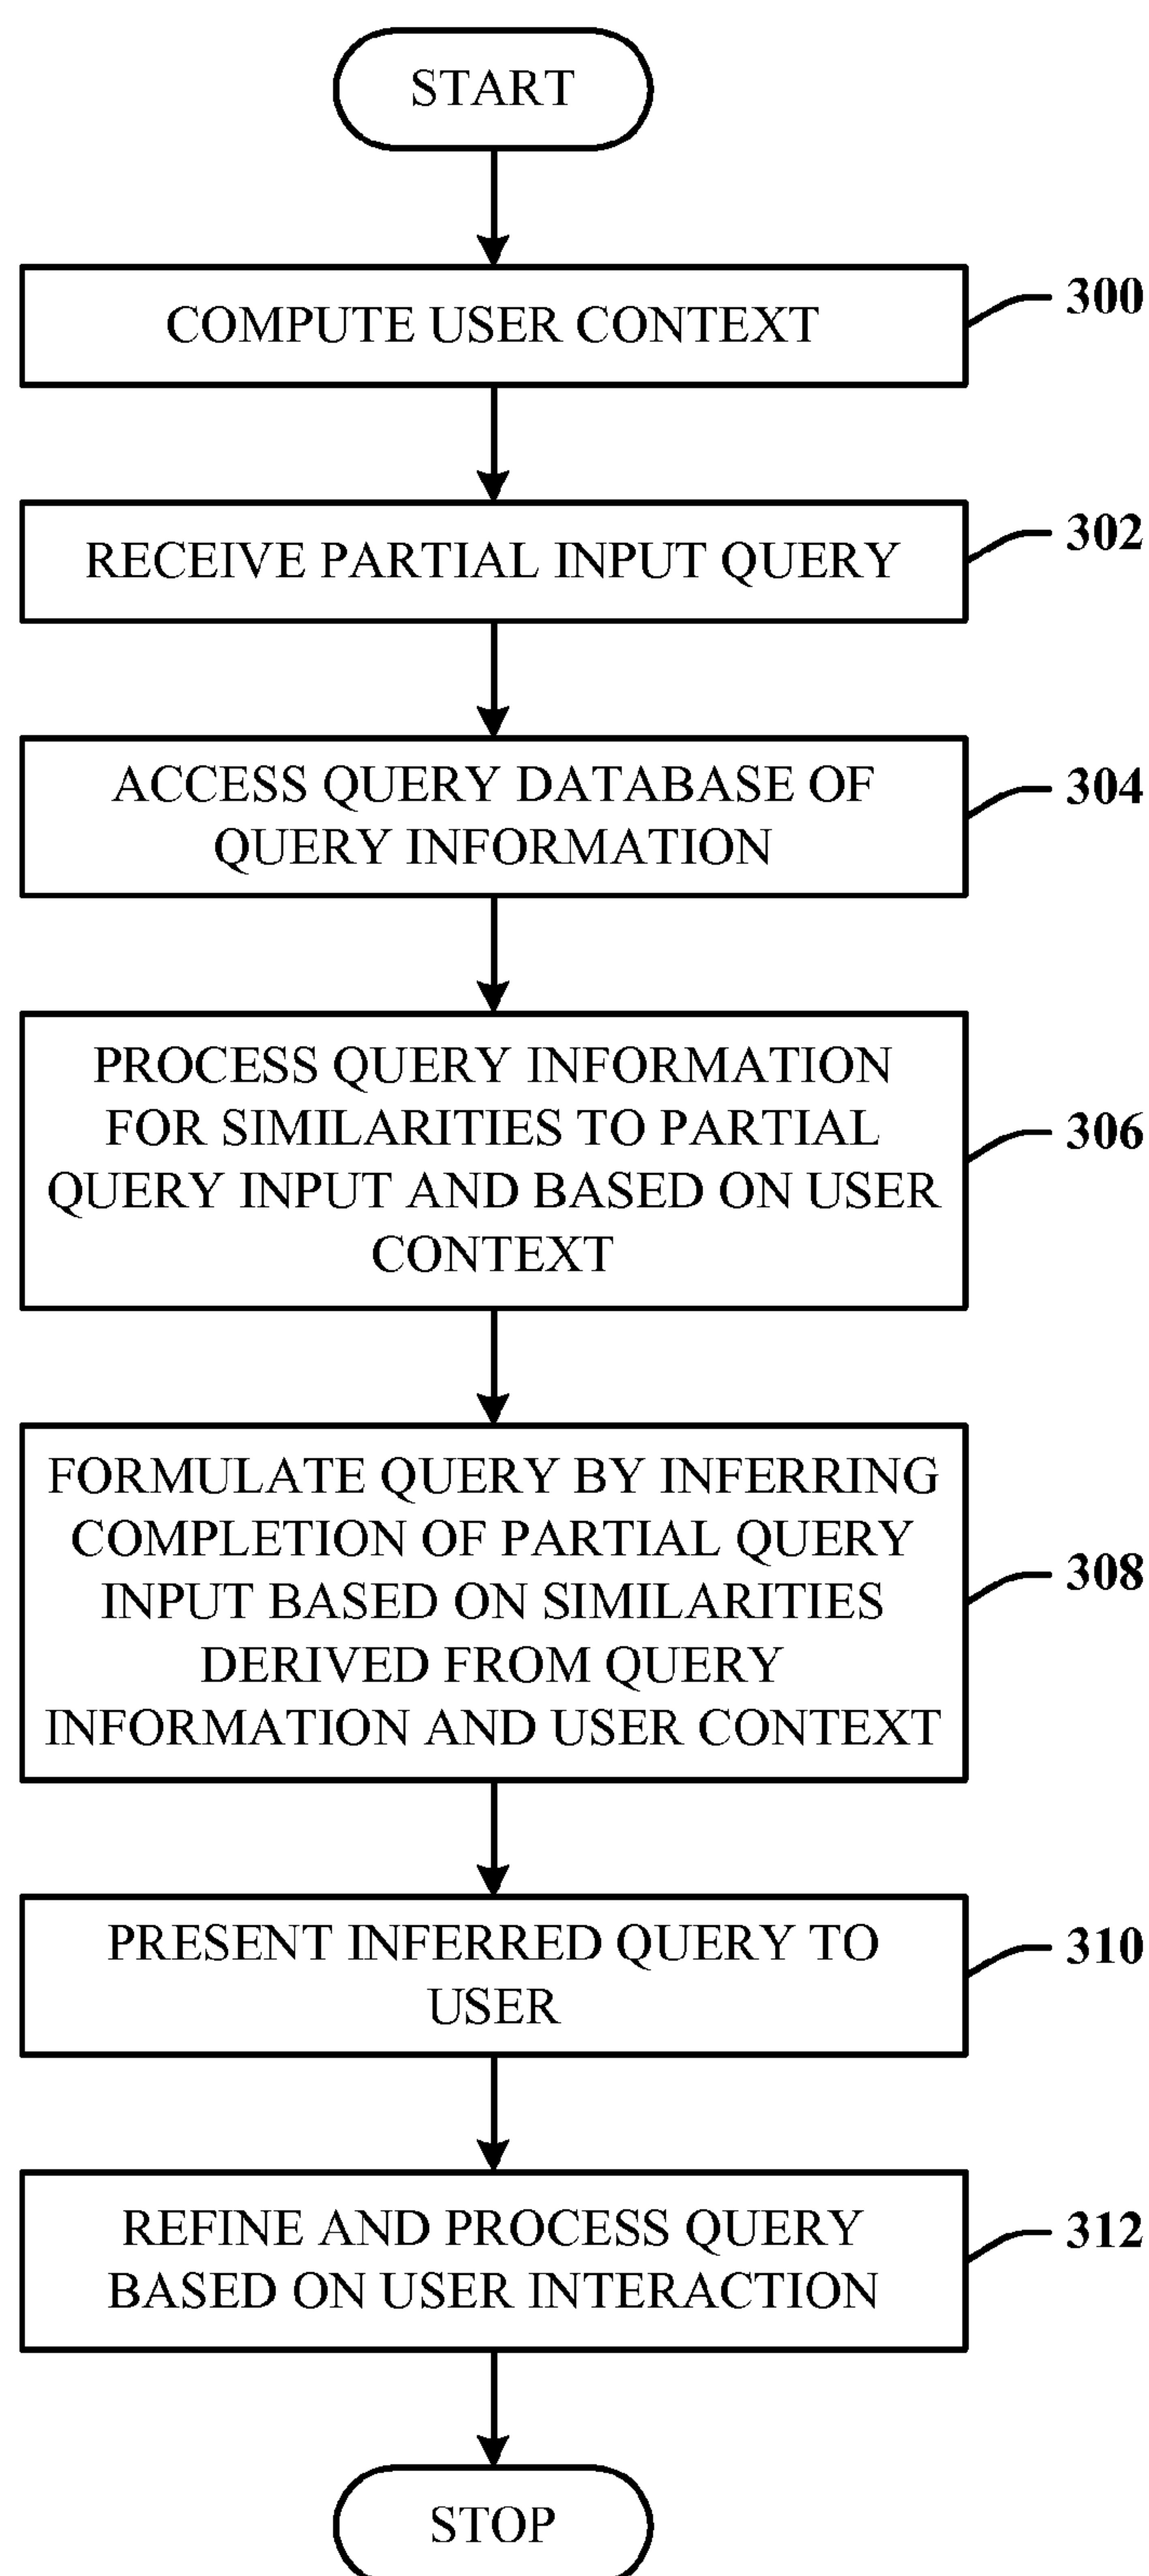 START
COMPUTE USER CONTEXT
300
RECEIVE PARTIAL INPUT QUERY
302
ACCESS QUERY DATABASE OF
QUERY INFORMATION
304
PROCESS QUERY INFORMATION
FOR SIMILARITIES TO PARTIAL
QUERY INPUT AND BASED ON USER
CONTEXT
306
FORMULATE QUERY BY INFERRING
COMPLETION OF PARTIAL QUERY
INPUT BASED ON SIMILARITIES
DERIVED FROM QUERY
INFORMATION AND USER CONTEXT
308
PRESENT INFERRED QUERY TO
USER
310
REFINE AND PROCESS QUERY
BASED ON USER INTERACTION
312
STOP